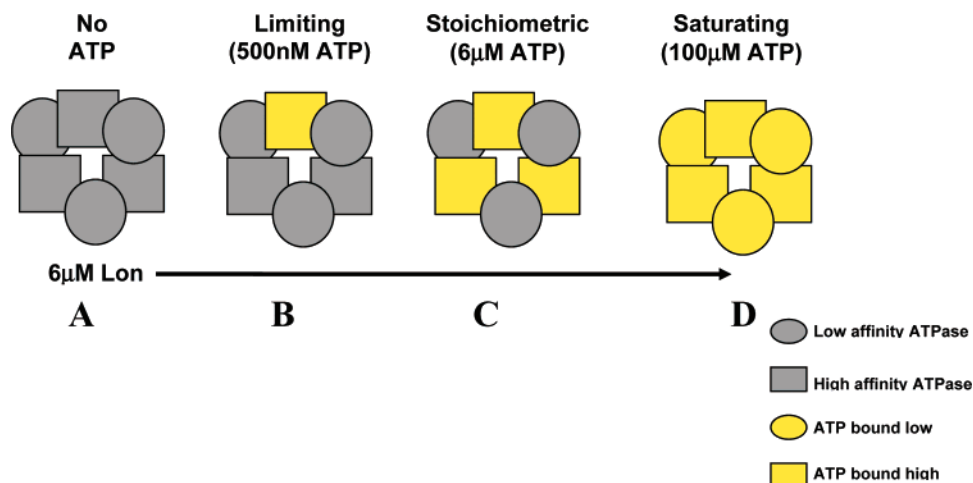 No
ATP
Limiting
(500nM ATP)
Stoichiometric
(6μM ATP)
Saturating
(100μM ATP)
6μM Lon
A
B
C
D
Low affinity ATPase
High affinity ATPase
ATP bound low
ATP bound high